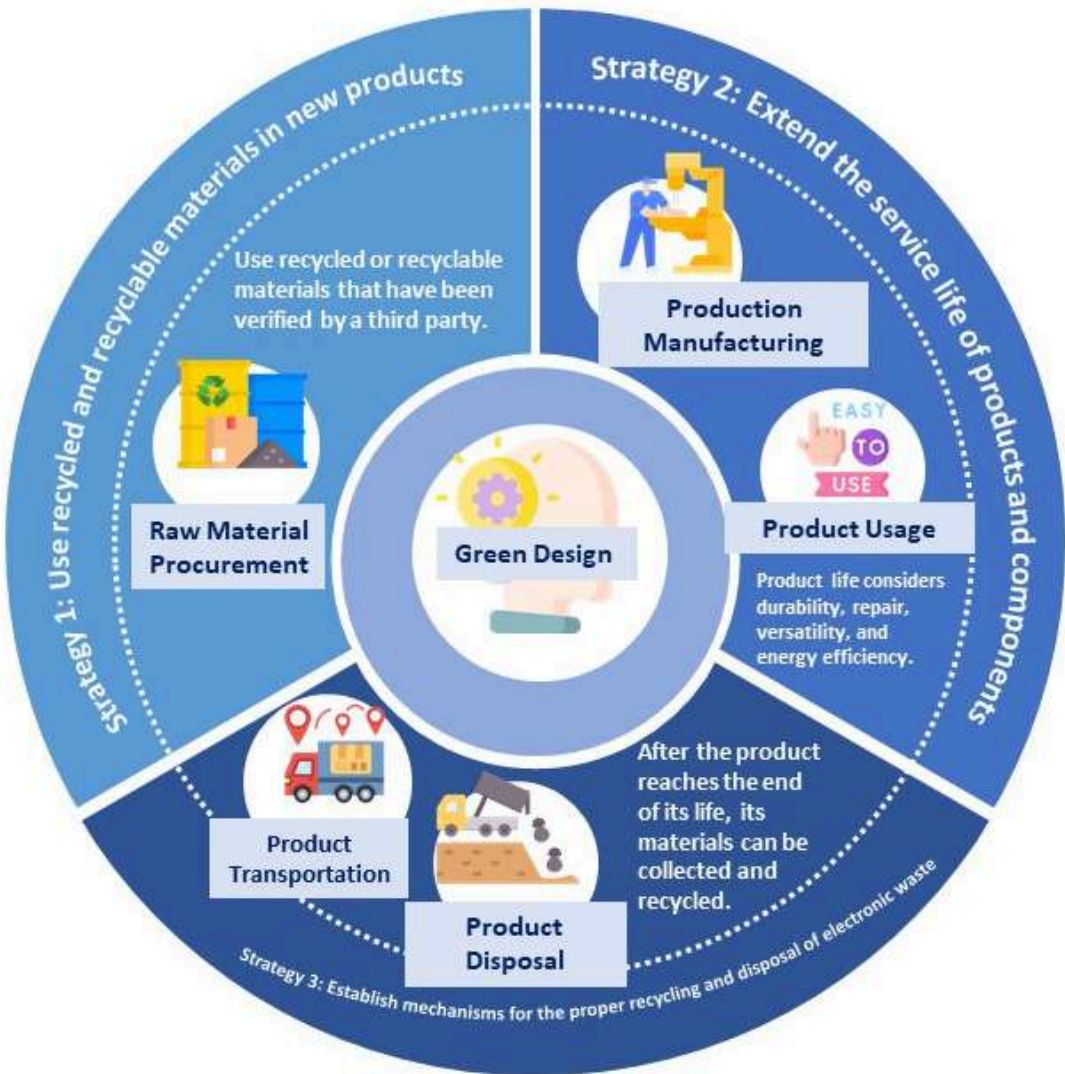 Strategy 1: Use recycled and recyclable materials in new products
Use recycled or recyclable
materials that have been
verified by a third party.
Raw Material
Procurement
Strategy 2: Extend the service life of products and components
Production
Manufacturing
EASY
TO
USE
Product Usage
Product life considers
durability, repair,
versatility, and
energy efficiency.
Green Design
Product
Transportation
Product
Disposal
After the product
reaches the end
of its life, its
materials can be
collected and
recycled.
Strategy 3: Establish mechanisms for the proper recycling and disposal of electronic waste